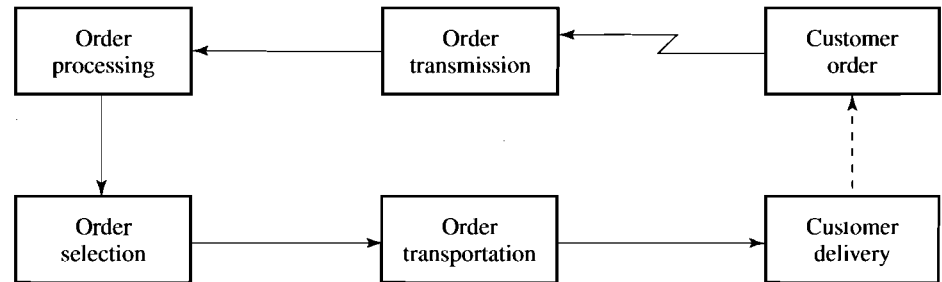 Order
processing
Order
transmission
Customer
order
Order
selection
Order
transportation
Customer
delivery